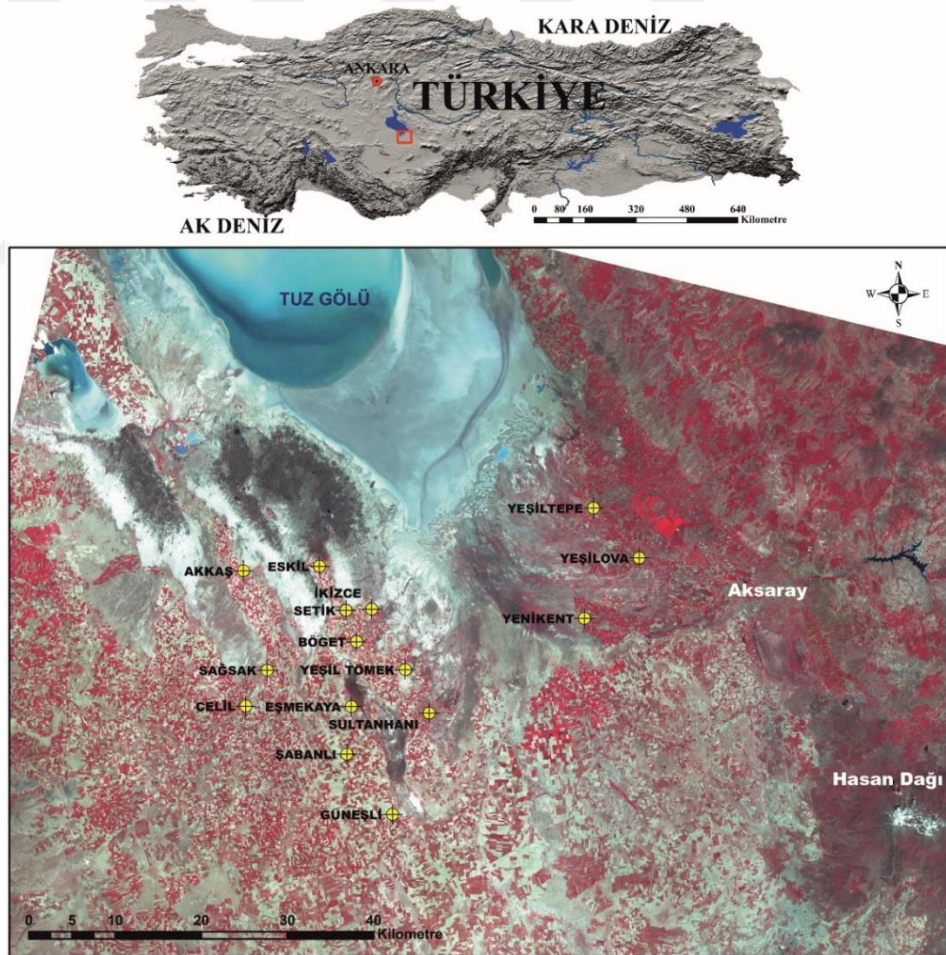 KARA DENİZ
ANKARA
TÜRKİYE
AK DENİZ
0 80 160 320 480 640
Kilometre
TUZ GÖLÜ
N
W E
S
YEŞİLTEPE
YEŞİLOVA
AKKAŞ
ESKİL
Aksaray
İKİZCE
SETİK
YENİKENT
BÖGET
SAĞSAK
YEŞİL TÖMEK
CELİL
EŞMEKAYA
SULTANHANI
ŞABANLI
Hasan Dağı
GÜNEŞLİ
0 10 20 30 40
Kilometre